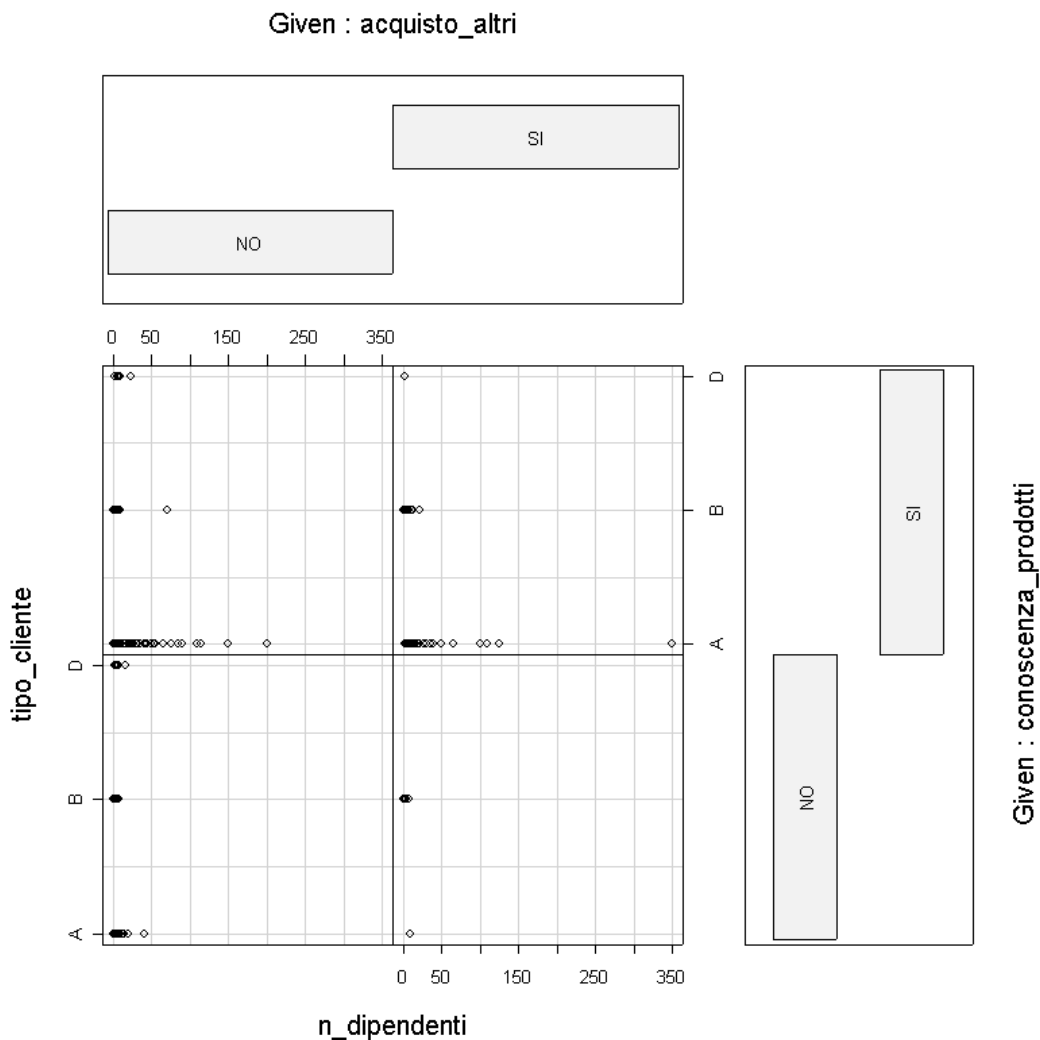 Given : acquisto_altri
SI
NO
0 50 150 250 350
D
B
A
D
B
A
tipo_cliente
0 50 150 250 350
n_dipendenti
SI
NO
Given : conoscenza_prodotti